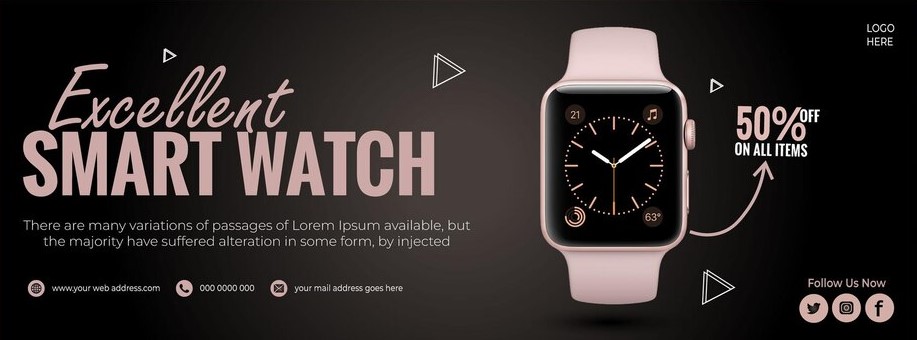 LOGO
HERE
Excellent
SMART WATCH
There are many variations of passages of Lorem Ipsum available, but
the majority have suffered alteration in some form, by injected
www.your web address.com
000 0000 000
your mail address goes here
21
63°
50% OFF
ON ALL ITEMS
Follow Us Now